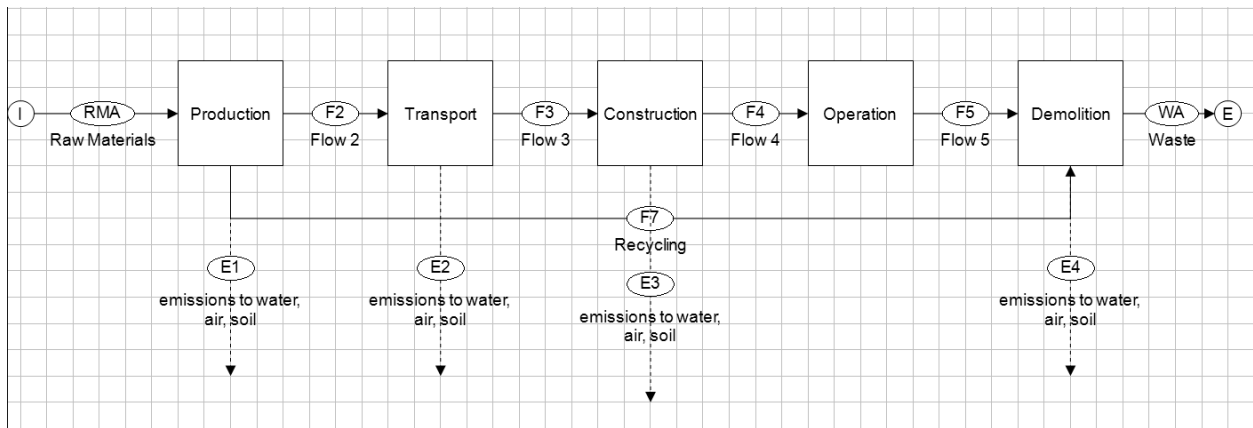 Production
Transport
Construction
Operation
Demolition
I
RMA
F2
F3
F4
F5
WA
E
Raw Materials
Flow 2
Flow 3
Flow 4
Flow 5
Waste
F7
Recycling
E1
E2
E3
E4
emissions to water,
air, soil
emissions to water,
air, soil
emissions to water,
air, soil
emissions to water,
air, soil